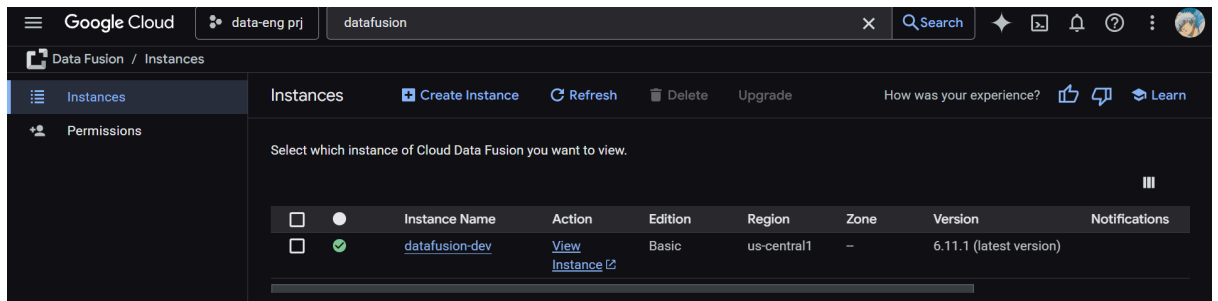 Google Cloud data-eng prj datafusion Search
Data Fusion / Instances
Instances
Permissions
Instances Create Instance Refresh Delete Upgrade How was your experience? Learn
Select which instance of Cloud Data Fusion you want to view.
Instance Name Action Edition Region Zone Version Notifications
datafusion-dev View Instance Basic us-central1 – 6.11.1 (latest version)